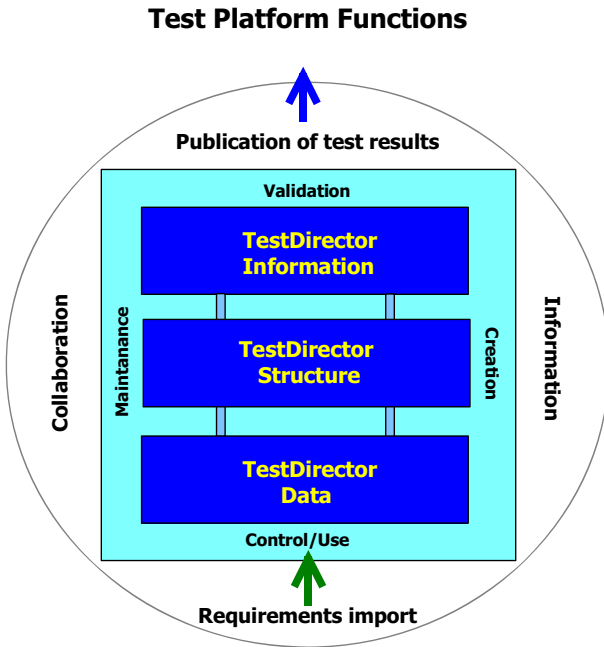 Test Platform Functions
Publication of test results
Validation
TestDirector
Information
Collaboration
Maintanance
TestDirector
Structure
Creation
Information
TestDirector
Data
Control/Use
Requirements import